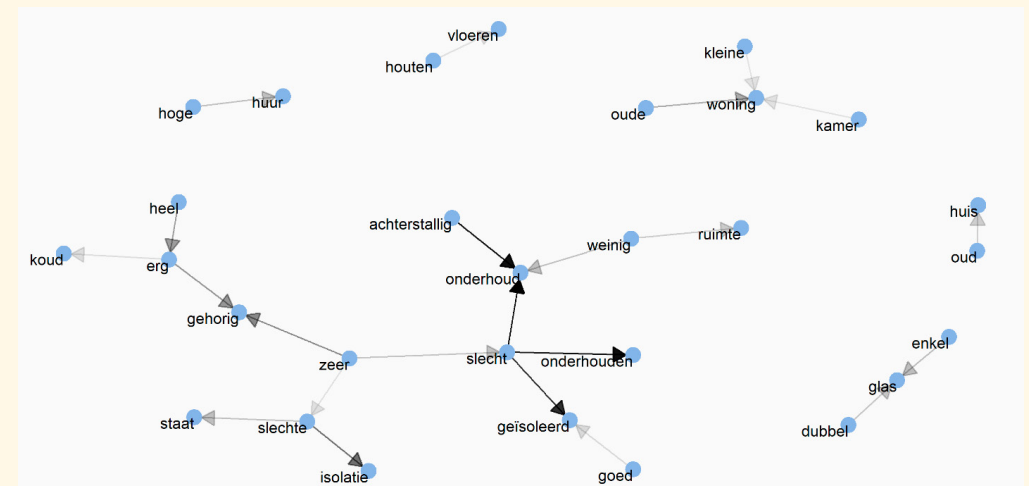 vloeren
houten
kleine
hoge
huur
oude
woning
kamer
heel
achterstallig
huis
koud
erg
weinig
ruimte
oud
onderhoud
gehorig
zeer
slecht
onderhouden
enkel
glas
staat
slechte
geïsoleerd
dubbel
isolatie
goed